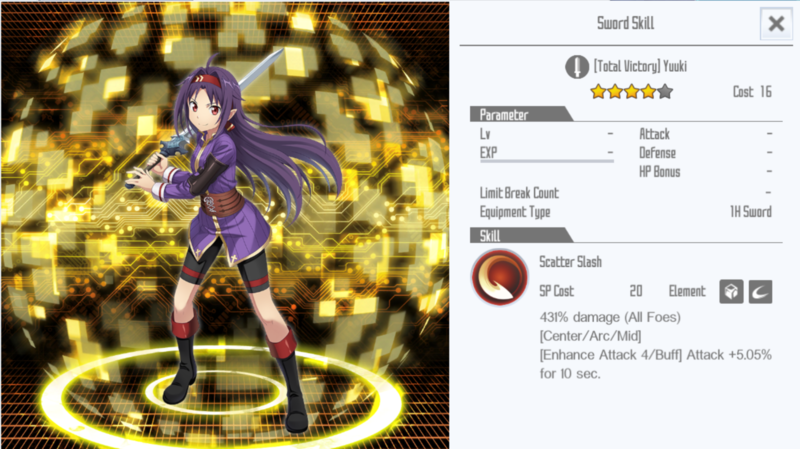 Sword Skill
[Total Victory] Yuuki
Cost 16
Parameter
Lv - Attack -
EXP - Defense -
HP Bonus -
Limit Break Count -
Equipment Type 1H Sword
Skill
Scatter Slash
SP Cost 20 Element
431% damage (All Foes)
[Center/Arc/Mid]
[Enhance Attack 4/Buff] Attack +5.05%
for 10 sec.